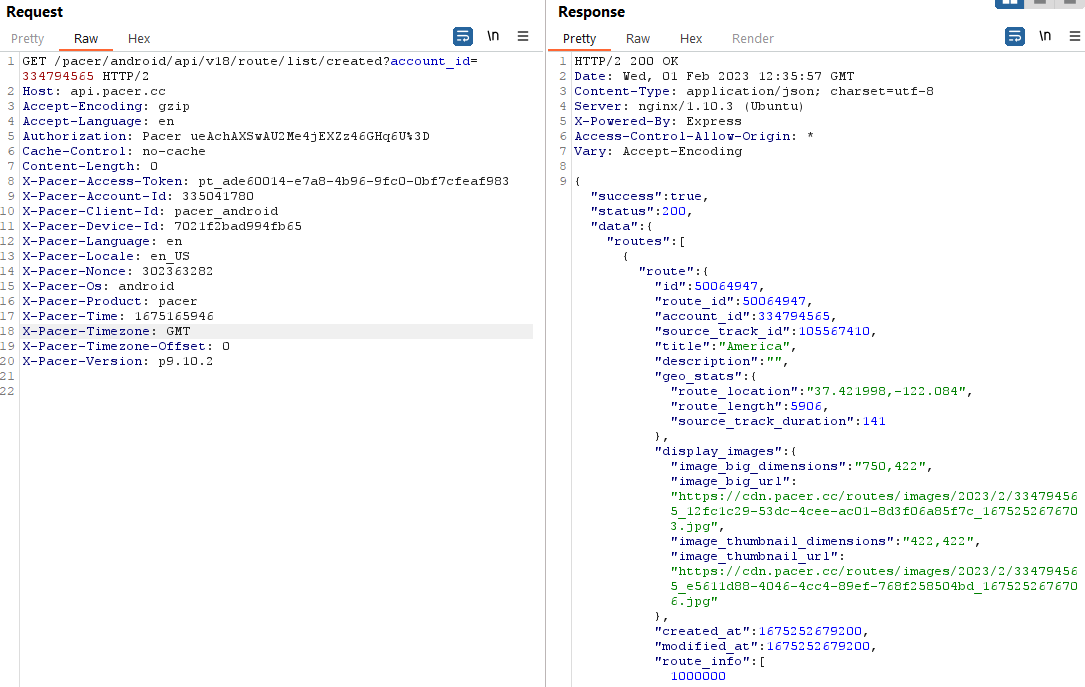 Request
Pretty Raw Hex
\n
1 GET /pacer/android/api/v18/route/list/created?account_id=
334794565 HTTP/2
2 Host: api.pacer.cc
3 Accept-Encoding: gzip
4 Accept-Language: en
5 Authorization: Pacer ueAchAXSwAU2Me4jEXZz46GHq6U%3D
6 Cache-Control: no-cache
7 Content-Length: 0
8 X-Pacer-Access-Token: pt_ade60014-e7a8-4b96-9fc0-0bf7cfeaf983
9 X-Pacer-Account-Id: 335041780
10 X-Pacer-Client-Id: pacer_android
11 X-Pacer-Device-Id: 7021f2bad994fb65
12 X-Pacer-Language: en
13 X-Pacer-Locale: en_US
14 X-Pacer-Nonce: 302363282
15 X-Pacer-Os: android
16 X-Pacer-Product: pacer
17 X-Pacer-Time: 1675165946
18 X-Pacer-Timezone: GMT
19 X-Pacer-Timezone-Offset: 0
20 X-Pacer-Version: p9.10.2
21
22
Response
Pretty Raw Hex Render
\n
1 HTTP/2 200 OK
2 Date: Wed, 01 Feb 2023 12:35:57 GMT
3 Content-Type: application/json; charset=utf-8
4 Server: nginx/1.10.3 (Ubuntu)
5 X-Powered-By: Express
6 Access-Control-Allow-Origin: *
7 Vary: Accept-Encoding
8
9 {
"success":true,
"status":200,
"data":{
"routes":[
{
"route":{
"id":50064947,
"route_id":50064947,
"account_id":334794565,
"source_track_id":105567410,
"title":"America",
"description":"",
"geo_stats":{
"route_location":"37.421998,-122.084",
"route_length":5906,
"source_track_duration":141
},
"display_images":{
"image_big_dimensions":"750,422",
"image_big_url":
"https://cdn.pacer.cc/routes/images/2023/2/33479456
5_12fc1c29-53dc-4cee-ac01-8d3f06a85f7c_167525267670
3.jpg",
"image_thumbnail_dimensions":"422,422",
"image_thumbnail_url":
"https://cdn.pacer.cc/routes/images/2023/2/33479456
5_e5611d88-4046-4cc4-89ef-768f258504bd_167525267670
6.jpg"
},
"created_at":1675252679200,
"modified_at":1675252679200,
"route_info":[
1000000